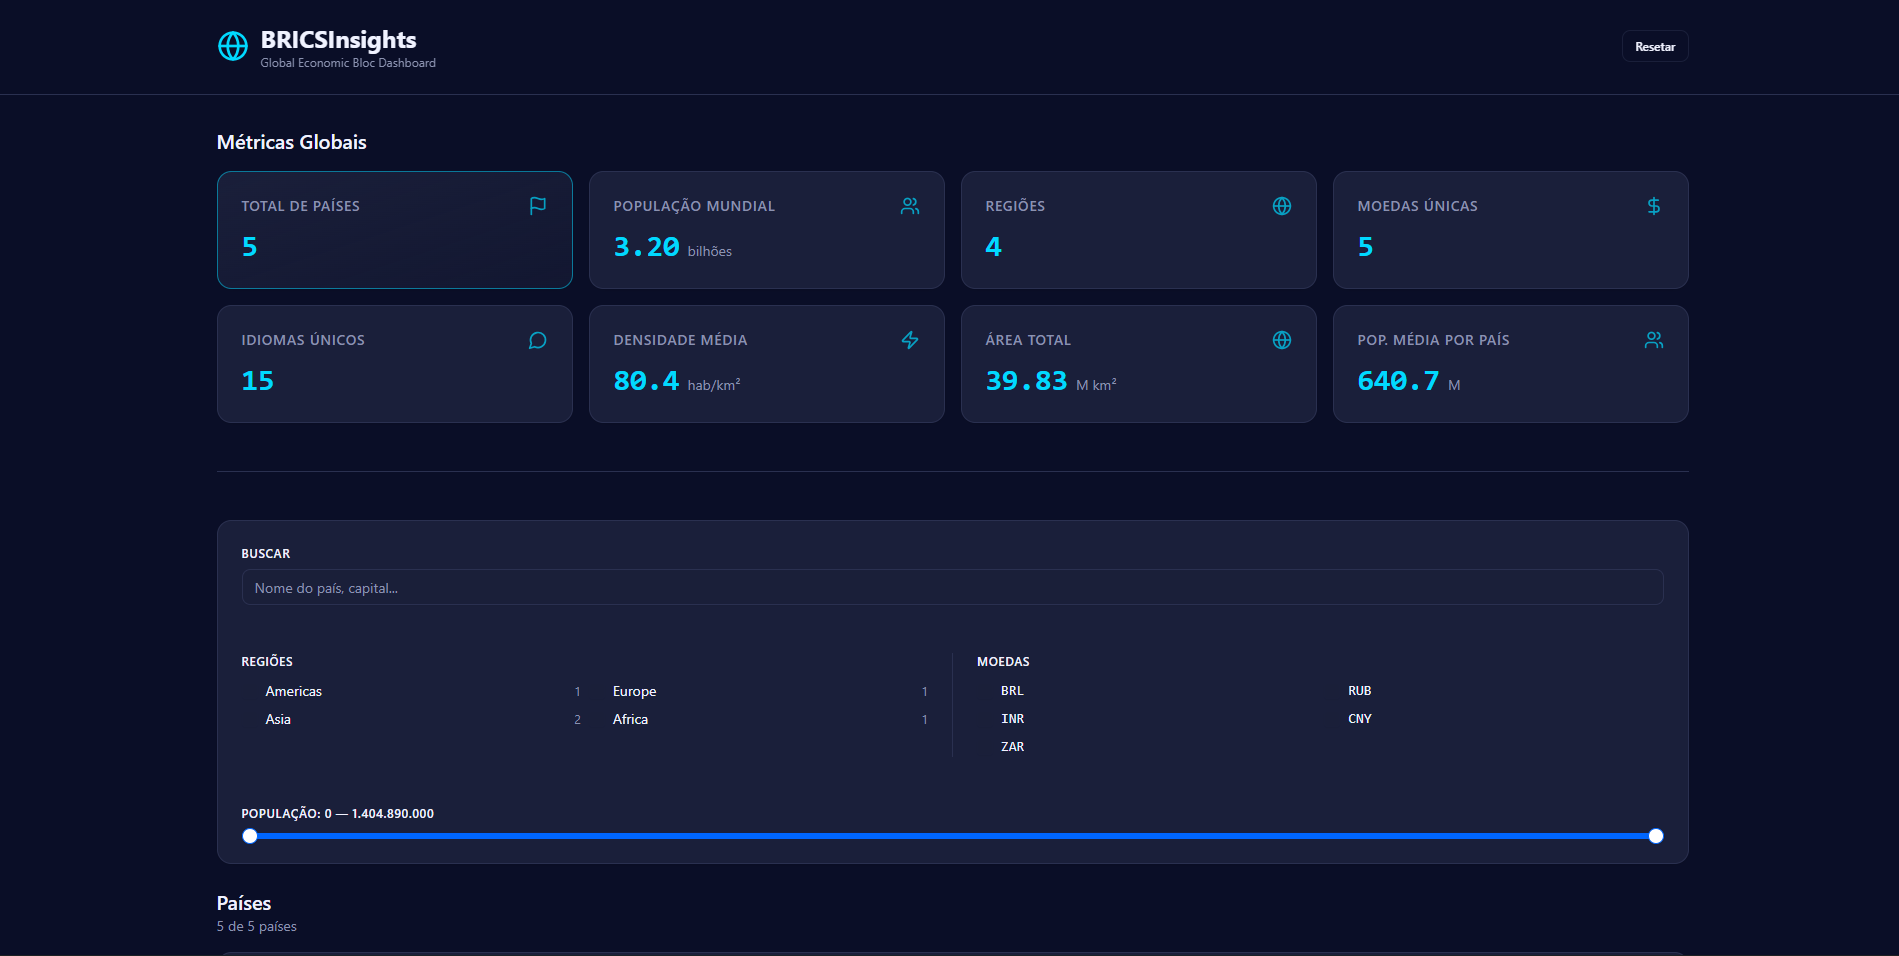 BRICSInsights
Global Economic Bloc Dashboard
Resetar
Métricas Globais
TOTAL DE PAÍSES
5
POPULAÇÃO MUNDIAL
3.20 bilhões
REGIÕES
4
MOEDAS ÚNICAS
5
IDIOMAS ÚNICOS
15
DENSIDADE MÉDIA
80.4 hab/km²
ÁREA TOTAL
39.83 M km²
POP. MÉDIA POR PAÍS
640.7 M
BUSCAR
Nome do país, capital...
REGIÕES
Americas 1
Europe 1
Asia 2
Africa 1
MOEDAS
BRL
RUB
INR
CNY
ZAR
POPULAÇÃO: 0 — 1.404.890.000
Países
5 de 5 países